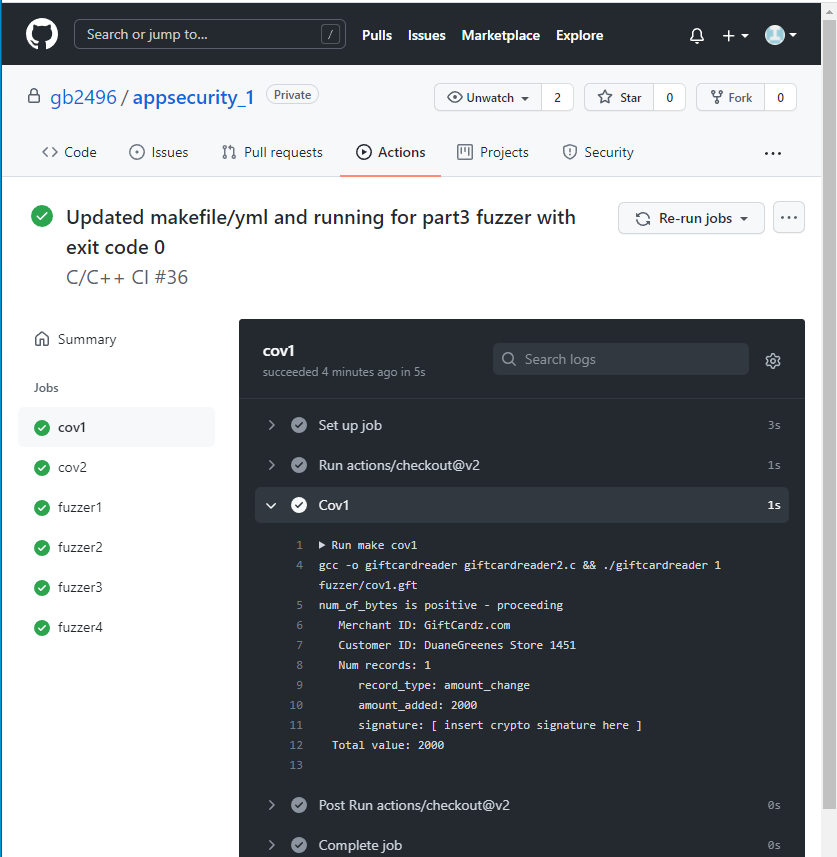 Search or jump to... /
Pulls Issues Marketplace Explore
gb2496 / appsecurity_1 Private
Unwatch 2 Star 0 Fork 0
Code Issues Pull requests Actions Projects Security ...
Updated makefile/yml and running for part3 fuzzer with
exit code 0
C/C++ CI #36
Re-run jobs ...
Summary
Jobs
cov1
cov2
fuzzer1
fuzzer2
fuzzer3
fuzzer4
cov1
succeeded 4 minutes ago in 5s
Search logs
Set up job 3s
Run actions/checkout@v2 1s
Cov1 1s
1 Run make cov1
4 gcc -o giftcardreader giftcardreader2.c && ./giftcardreader 1
fuzzer/cov1.gft
5 num_of_bytes is positive - proceeding
6 Merchant ID: GiftCardz.com
7 Customer ID: DuaneGreenes Store 1451
8 Num records: 1
9 record_type: amount_change
10 amount_added: 2000
11 signature: [ insert crypto signature here ]
12 Total value: 2000
13
Post Run actions/checkout@v2 0s
Complete job 0s